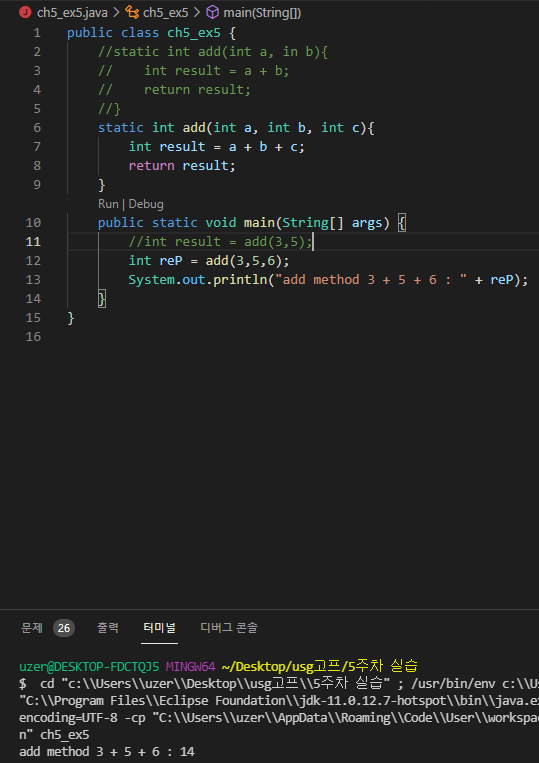 ch5_ex5.java > ch5_ex5 > main(String[])
1 public class ch5_ex5 {
2 //static int add(int a, in b){
3 // int result = a + b;
4 // return result;
5 //}
6 static int add(int a, int b, int c){
7 int result = a + b + c;
8 return result;
9 }
Run | Debug
10 public static void main(String[] args) {
11 //int result = add(3,5);
12 int reP = add(3,5,6);
13 System.out.println("add method 3 + 5 + 6 : " + reP);
14 }
15 }
16
문제 26 출력 터미널 디버그 콘솔
uzer@DESKTOP-FDCTQJ5 MINGW64 ~/Desktop/usg고프/5주차 실습
$ cd "c:\\Users\\uzer\\Desktop\\usg고프\\5주차 실습" ; /usr/bin/env c:\\Us
"C:\\Program Files\\Eclipse Foundation\\jdk-11.0.12.7-hotspot\\bin\\java.ex
encoding=UTF-8 -cp "C:\\Users\\uzer\\AppData\\Roaming\\Code\\User\\workspac
n" ch5_ex5
add method 3 + 5 + 6 : 14